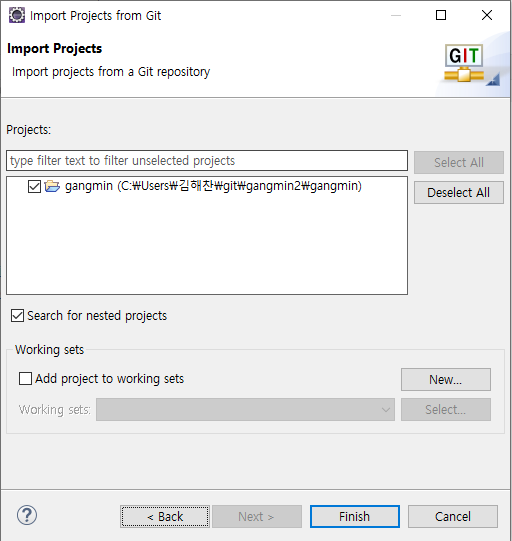 Import Projects from Git
Import Projects
Import projects from a Git repository
GIT
Projects:
type filter text to filter unselected projects
Select All
gangmin (C:₩Users₩김해찬₩git₩gangmin2₩gangmin)
Deselect All
Search for nested projects
Working sets
Add project to working sets
New...
Working sets:
Select...
?
< Back
Next >
Finish
Cancel